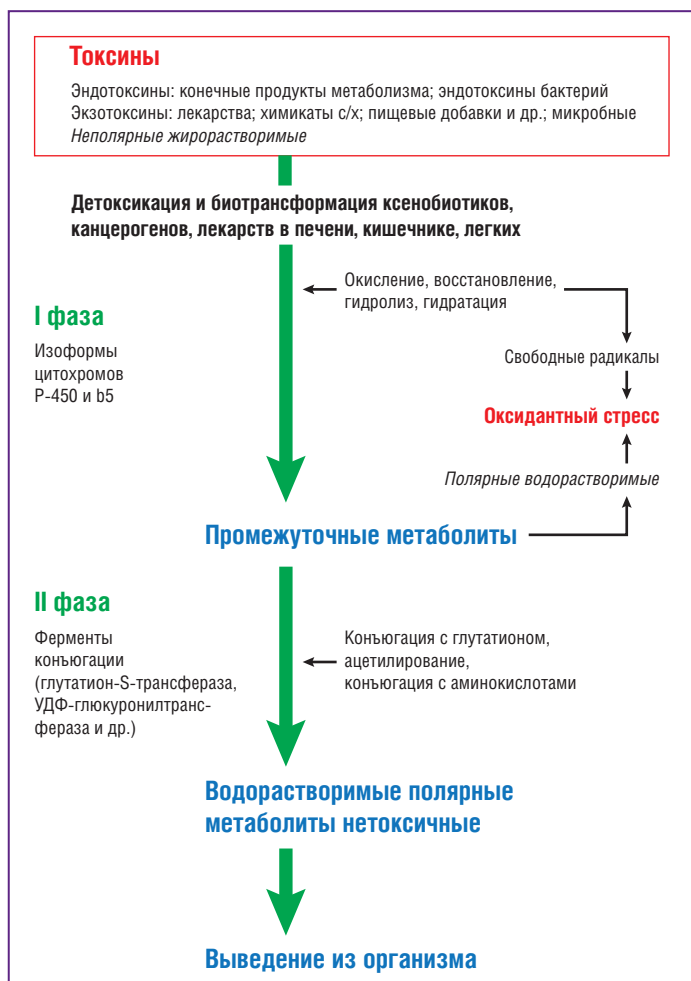 Токсины
Эндотоксины: конечные продукты метаболизма; эндотоксины бактерий
Экзотоксины: лекарства; химикаты с/х; пищевые добавки и др.; микробные
Неполярные жирорастворимые
Детоксикация и биотрансформация ксенобиотиков,
канцерогенов, лекарств в печени, кишечнике, легких
Окисление, восстановление,
гидролиз, гидратация
I фаза
Изоформы
цитохромов
Р-450 и b5
Свободные радикалы
Оксидантный стресс
Полярные водорастворимые
Промежуточные метаболиты
II фаза
Ферменты
конъюгации
(глутатион-S-трансфераза,
УДФ-глюкуронилтранс-
фераза и др.)
Конъюгация с глутатионом,
ацетилирование,
конъюгация с аминокислотами
Водорастворимые полярные
метаболиты нетоксичные
Выведение из организма